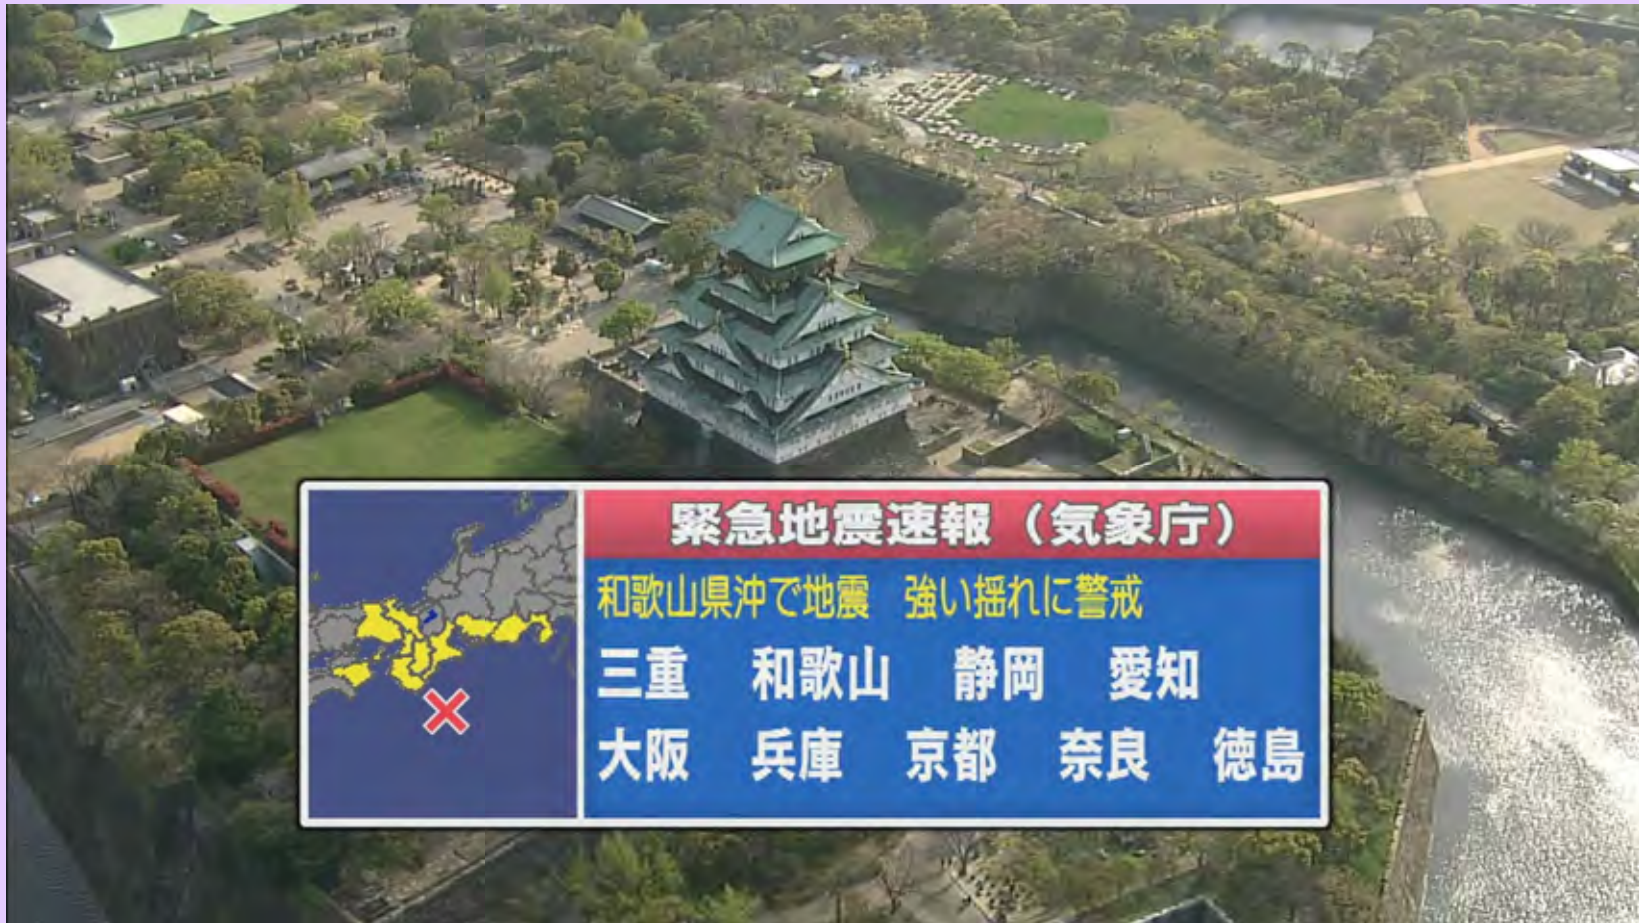 緊急地震速報（気象庁）
和歌山県沖で地震　強い揺れに警戒
三重　和歌山　静岡　愛知
大阪　兵庫　京都　奈良　徳島